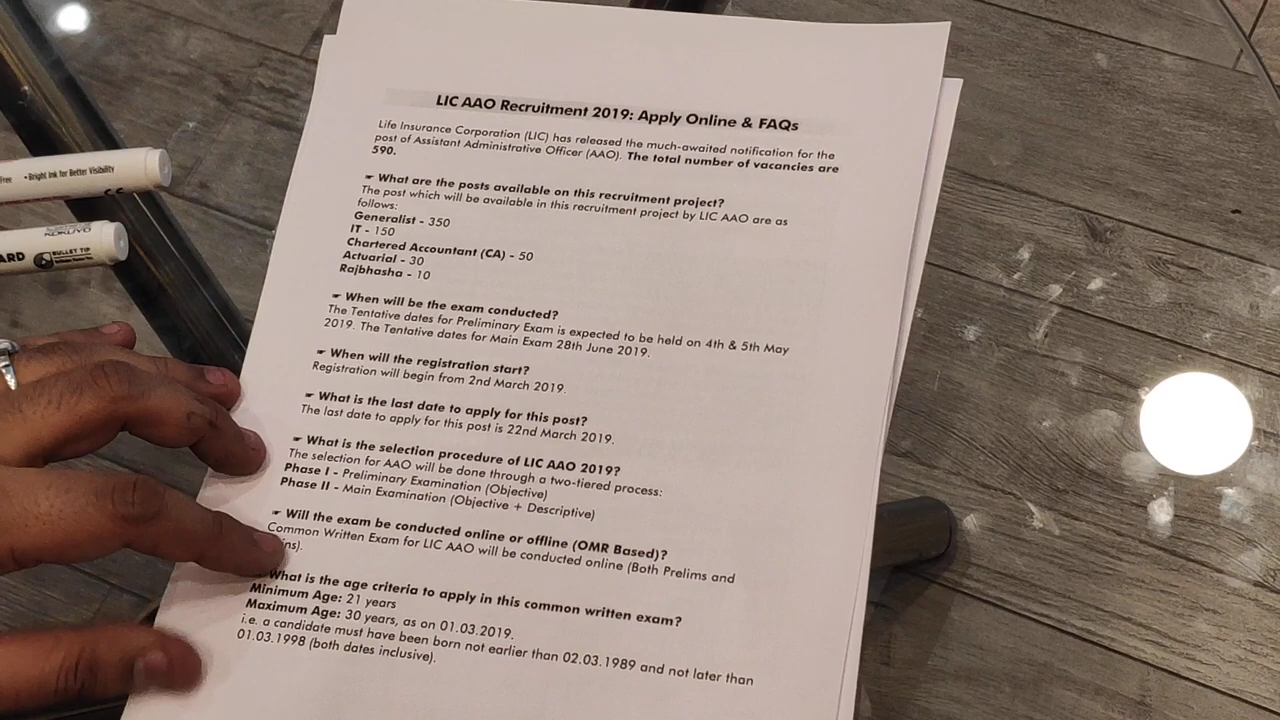 Free • Bright Ink for Better Visibility
KOKUYO
ARD BULLET TIP
LIC AAO Recruitment 2019: Apply Online & FAQs
Life Insurance Corporation (LIC) has released the much-awaited notification for the
post of Assistant Administrative Officer (AAO). The total number of vacancies are
590.
☛ What are the posts available on this recruitment project?
The post which will be available in this recruitment project by LIC AAO are as
follows:
Generalist - 350
IT - 150
Chartered Accountant (CA) - 50
Actuarial - 30
Rajbhasha - 10
☛ When will be the exam conducted?
The Tentative dates for Preliminary Exam is expected to be held on 4th & 5th May
2019. The Tentative dates for Main Exam 28th June 2019.
☛ When will the registration start?
Registration will begin from 2nd March 2019.
☛ What is the last date to apply for this post?
The last date to apply for this post is 22nd March 2019.
☛ What is the selection procedure of LIC AAO 2019?
The selection for AAO will be done through a two-tiered process:
Phase I - Preliminary Examination (Objective)
Phase II - Main Examination (Objective + Descriptive)
☛ Will the exam be conducted online or offline (OMR Based)?
Common Written Exam for LIC AAO will be conducted online (Both Prelims and
ins).
What is the age criteria to apply in this common written exam?
Minimum Age: 21 years
Maximum Age: 30 years, as on 01.03.2019.
i.e. a candidate must have been born not earlier than 02.03.1989 and not later than
01.03.1998 (both dates inclusive).